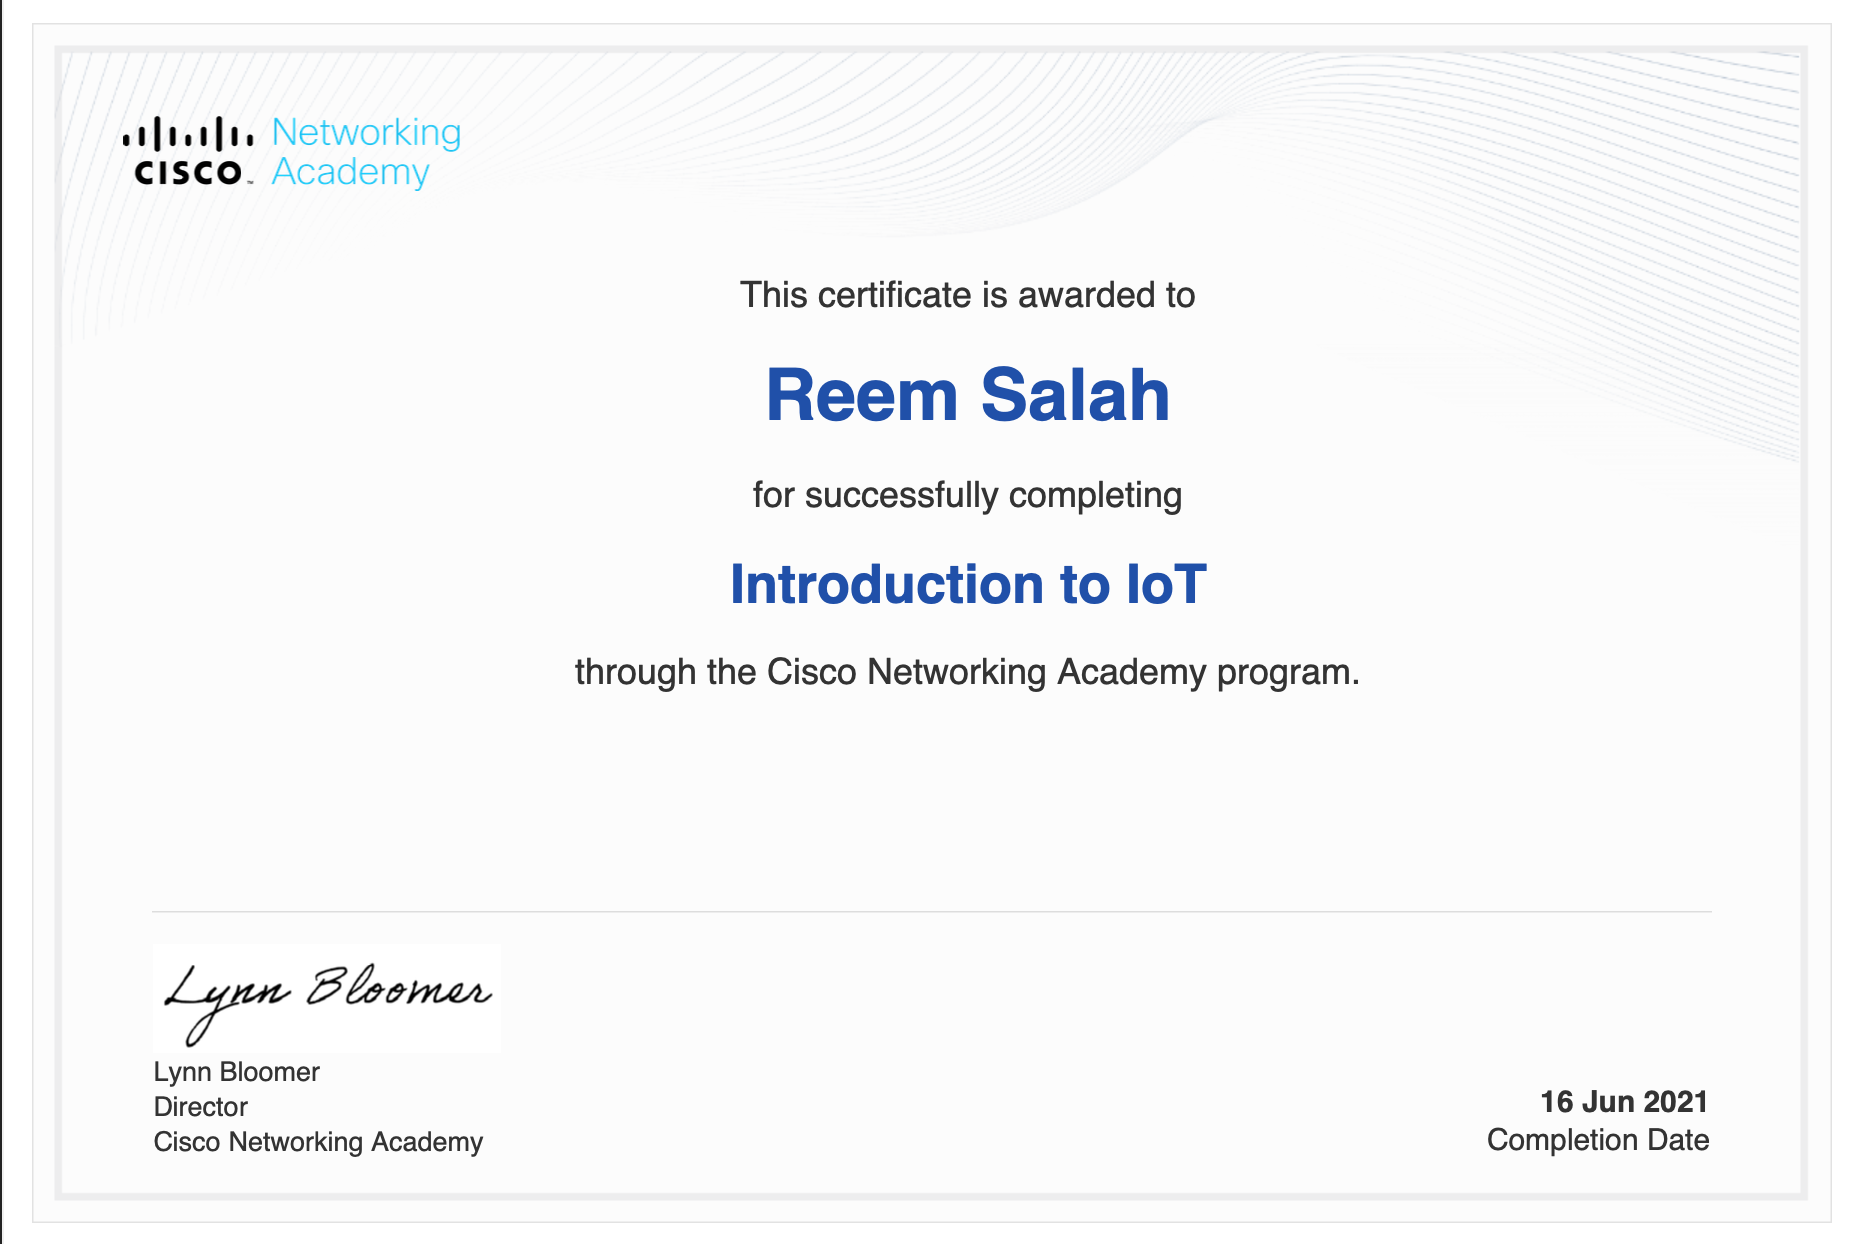 Networking
CISCO™ Academy
This certificate is awarded to
Reem Salah
for successfully completing
Introduction to IoT
through the Cisco Networking Academy program.
Lynn Bloomer
Lynn Bloomer
Director
Cisco Networking Academy
16 Jun 2021
Completion Date